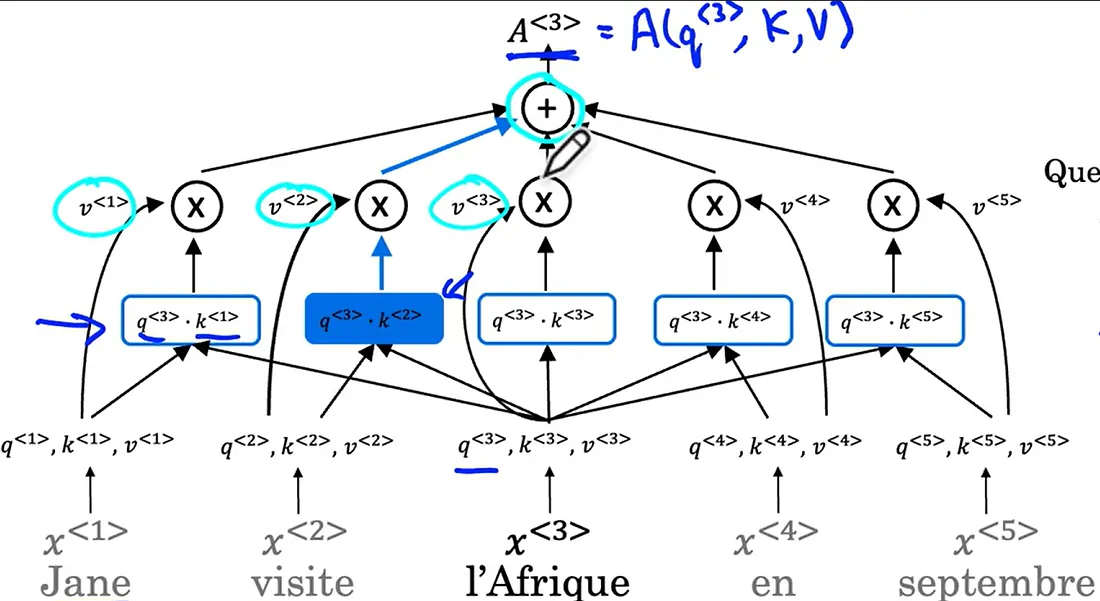 A<3> = A(q<3>, K, V)
+
Que
v<1> X v<2> X v<3> X X v<4> X v<5>
q<3> · k<1> q<3> · k<2> q<3> · k<3> q<3> · k<4> q<3> · k<5>
q<1>, k<1>, v<1> q<2>, k<2>, v<2> q<3>, k<3>, v<3> q<4>, k<4>, v<4> q<5>, k<5>, v<5>
x<1> x<2> x<3> x<4> x<5>
Jane visite l'Afrique en septembre